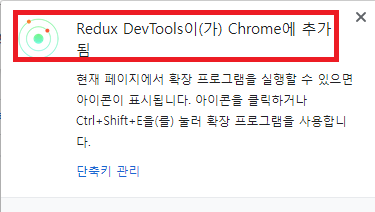 Redux DevTools이(가) Chrome에 추가
됨
현재 페이지에서 확장 프로그램을 실행할 수 있으면
아이콘이 표시됩니다. 아이콘을 클릭하거나
Ctrl+Shift+E을(를) 눌러 확장 프로그램을 사용합니
다.
단축키 관리